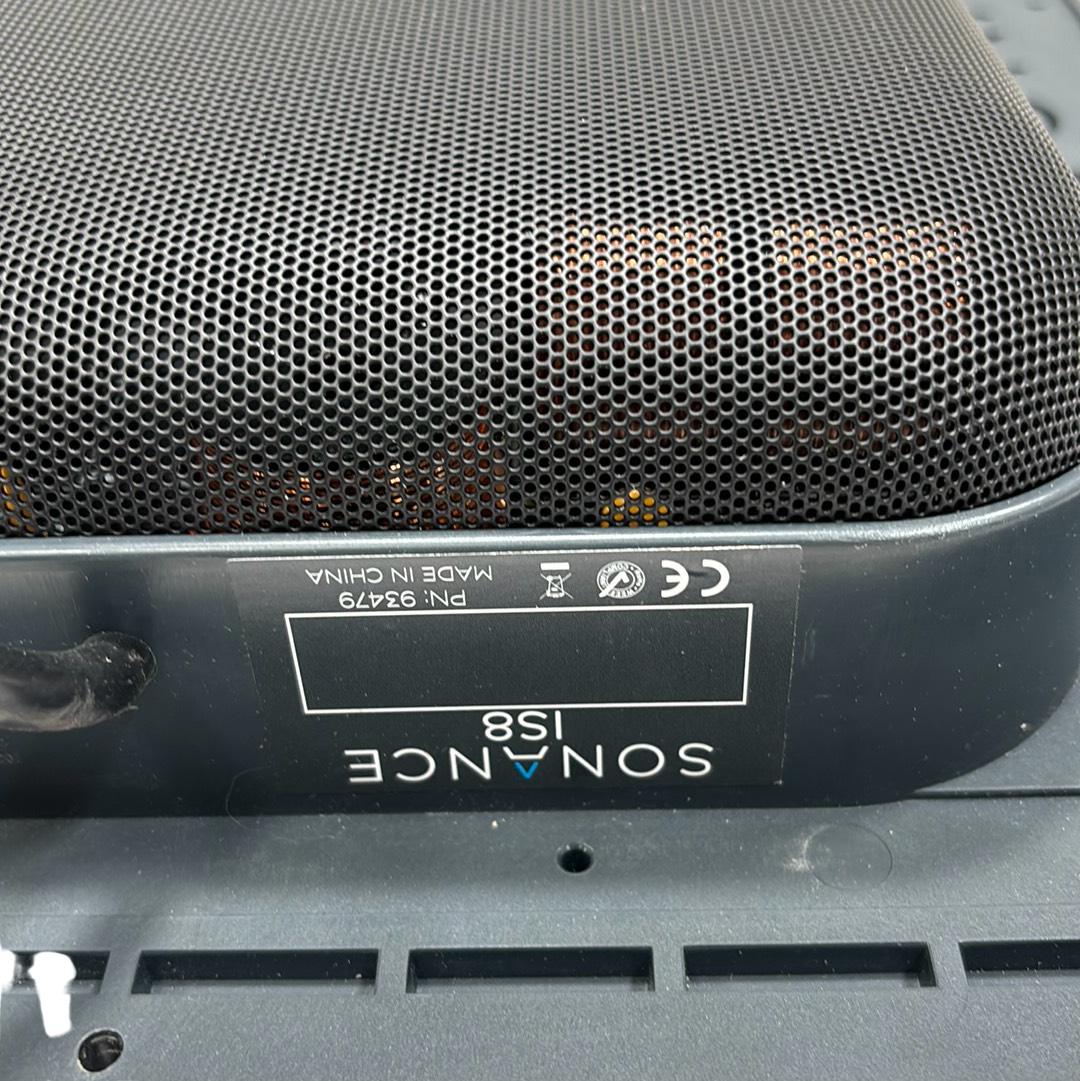 SONANCE
IS8
PN: 93479
MADE IN CHINA
CE